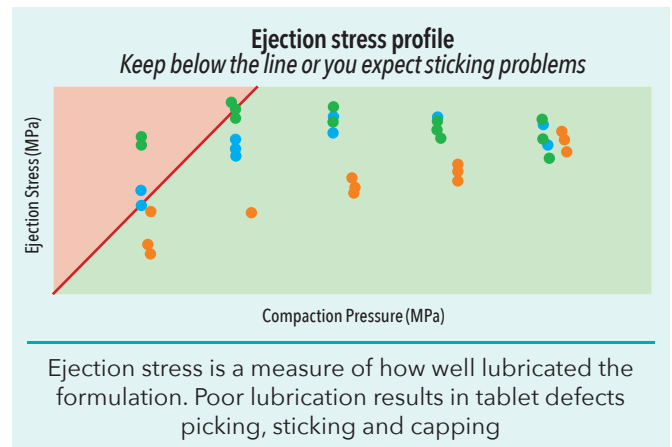 Ejection stress profile
Keep below the line or you expect sticking problems
Ejection Stress (MPa)
Compaction Pressure (MPa)
Ejection stress is a measure of how well lubricated the
formulation. Poor lubrication results in tablet defects
picking, sticking and capping